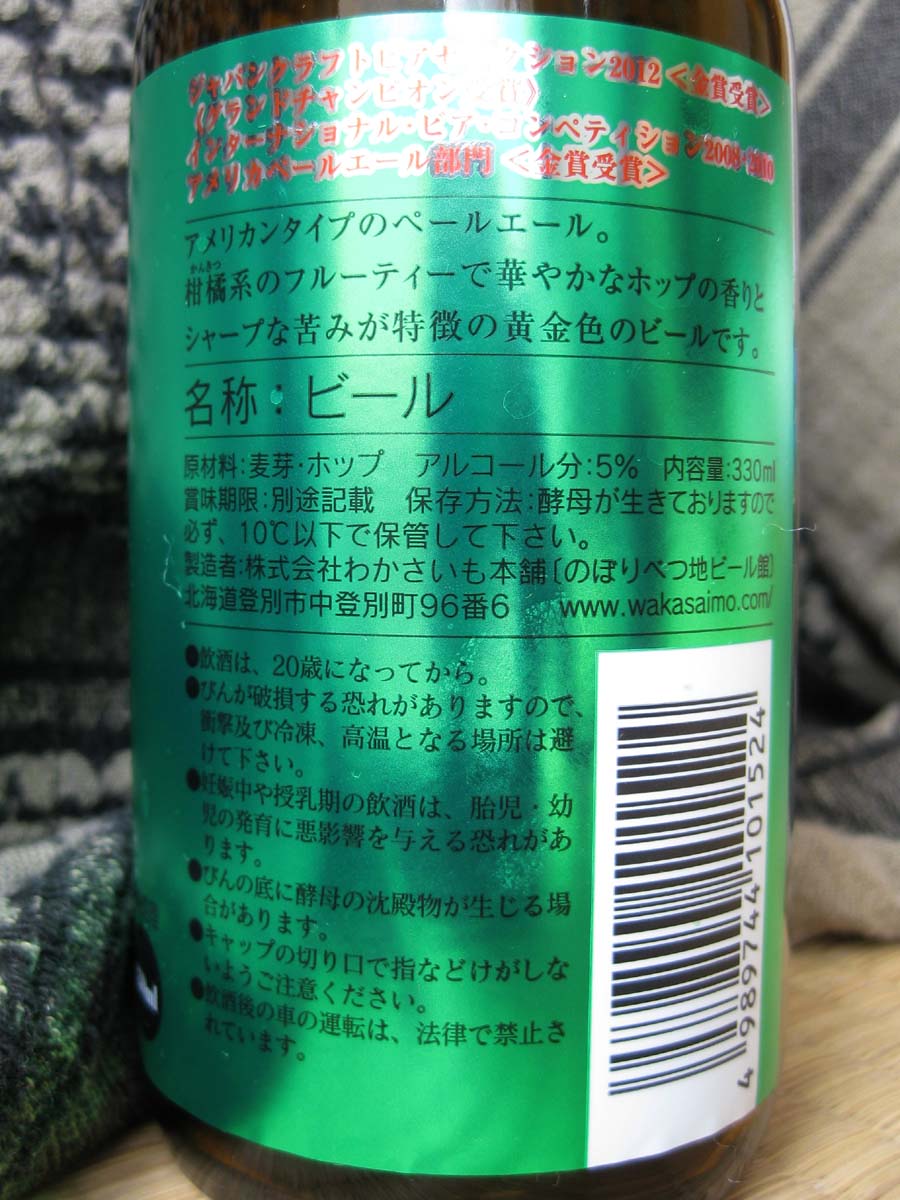 ジャパンクラフトビアセレクション2012＜金賞受賞＞
《グランドチャンピオン受賞》
インターナショナル・ビア・コンペティション2008・2010
アメリカペールエール部門＜金賞受賞＞
アメリカンタイプのペールエール。
かんきつ
柑橘系のフルーティーで華やかなホップの香りと
シャープな苦みが特徴の黄金色のビールです。
名称：ビール
原材料：麦芽・ホップ　アルコール分：5%　内容量：330ml
賞味期限：別途記載　保存方法：酵母が生きておりますので
必ず、10℃以下で保管して下さい。
製造者：株式会社わかさいも本舗〔のぼりべつ地ビール館〕
北海道登別市中登別町96番6　www.wakasaimo.com/
●飲酒は、20歳になってから。
●びんが破損する恐れがありますので、
衝撃及び冷凍、高温となる場所は避
けて下さい。
●妊娠中や授乳期の飲酒は、胎児・幼
児の発育に悪影響を与える恐れがあ
ります。
●びんの底に酵母の沈殿物が生じる場
合があります。
●キャップの切り口で指などけがしな
いようご注意ください。
●飲酒後の車の運転は、法律で禁止さ
れています。
4 989744 101524